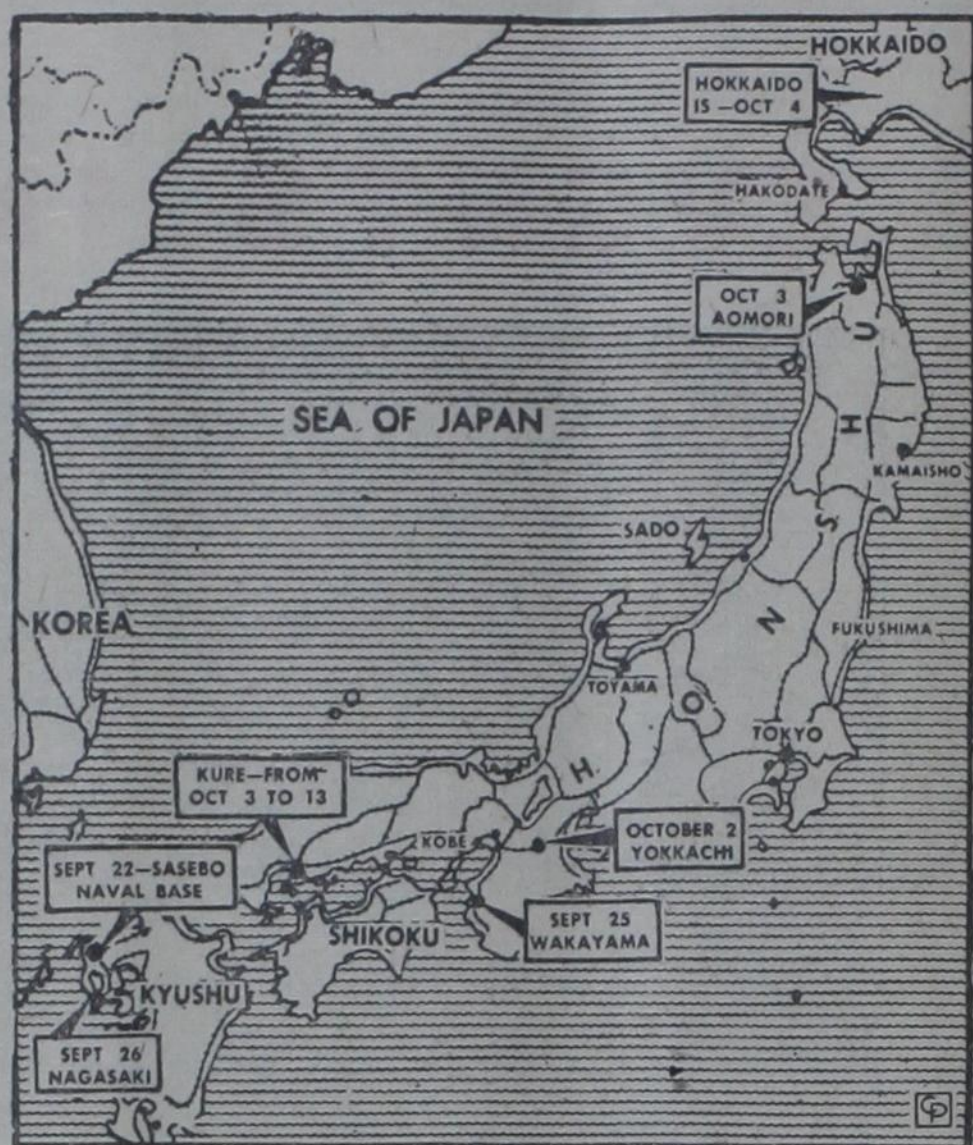 HOKKAIDO
HOKKAIDO
IS—OCT 4
HAKODATE
OCT 3
AOMORI
SEA OF JAPAN
KAMAISHO
SADO
KOREA
FUKUSHIMA
TOYAMA
TOKYO
H O N S H U
KURE—FROM
OCT 3 TO 13
KOBE
OCTOBER 2
YOKKACHI
SEPT 22—SASEBO
NAVAL BASE
SEPT 25
WAKAYAMA
SHIKOKU
KYUSHU
SEPT 26
NAGASAKI
CP